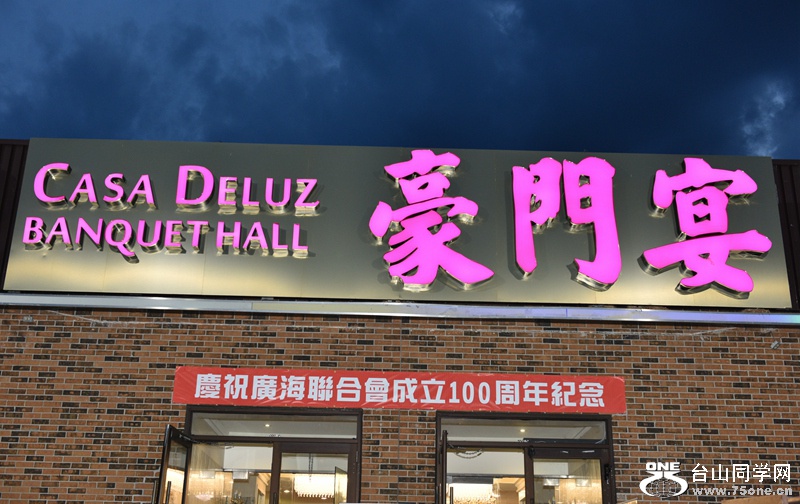 CASA DELUZ
BANQUET HALL
豪門宴
慶祝廣海聯合會成立100周年紀念
ONE
台山同学网
www.75one.cn